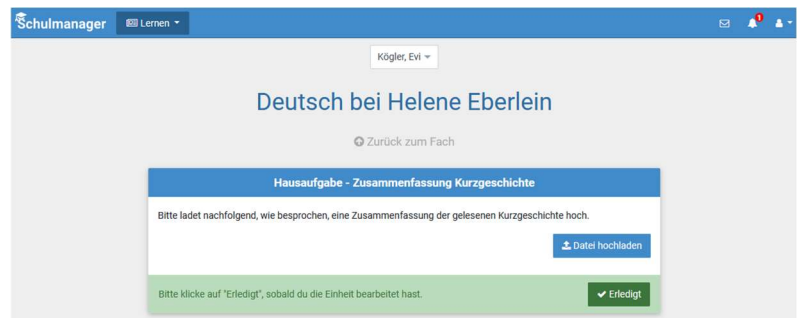 Schulmanager Lernen 1
Kögler, Evi
Deutsch bei Helene Eberlein
Zurück zum Fach
Hausaufgabe - Zusammenfassung Kurzgeschichte
Bitte ladet nachfolgend, wie besprochen, eine Zusammenfassung der gelesenen Kurzgeschichte hoch.
Datei hochladen
Bitte klicke auf "Erledigt", sobald du die Einheit bearbeitet hast. Erledigt